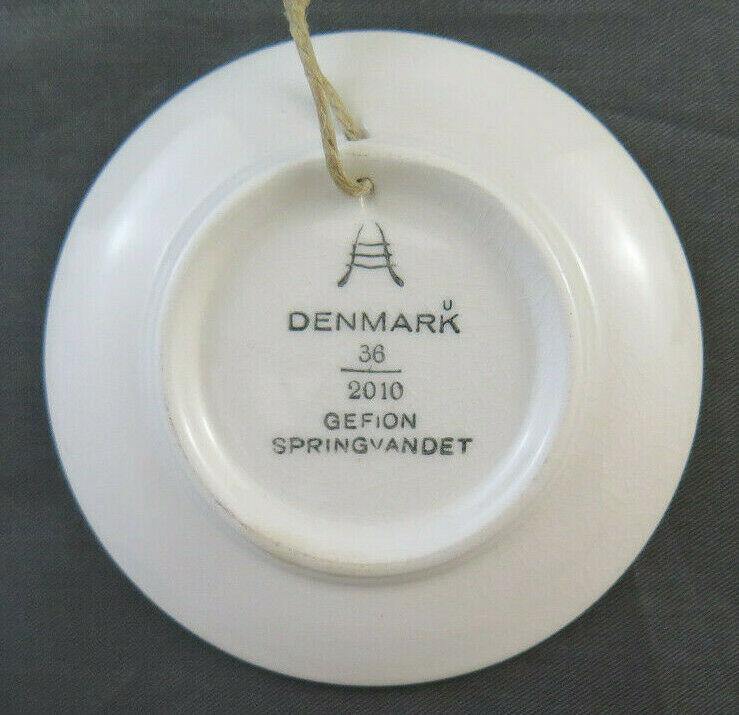 U
DENMARK
36
2010
GEFiON
SPRINGVANDET